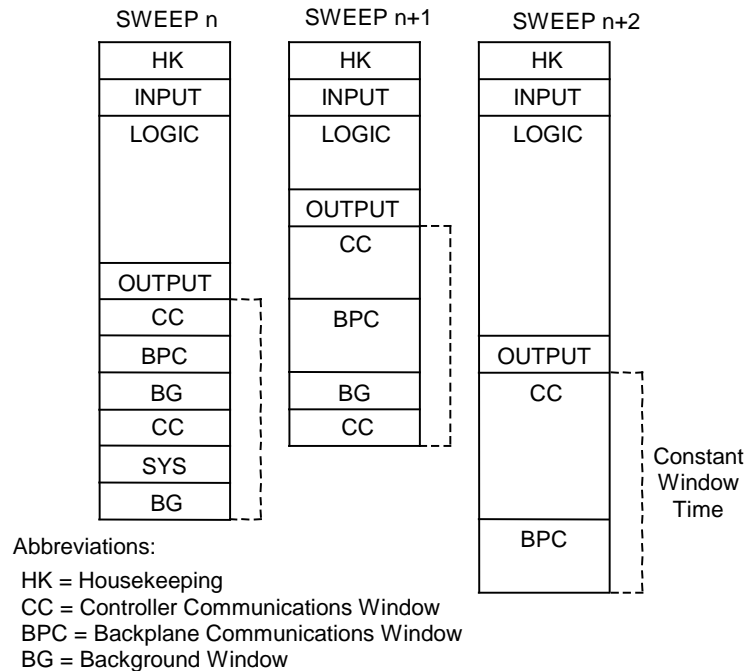 SWEEP n
HK
INPUT
LOGIC
OUTPUT
CC
BPC
BG
CC
SYS
BG
SWEEP n+1
HK
INPUT
LOGIC
OUTPUT
CC
BPC
BG
CC
SWEEP n+2
HK
INPUT
LOGIC
OUTPUT
CC
BPC
Constant
Window
Time
Abbreviations:
HK = Housekeeping
CC = Controller Communications Window
BPC = Backplane Communications Window
BG = Background Window